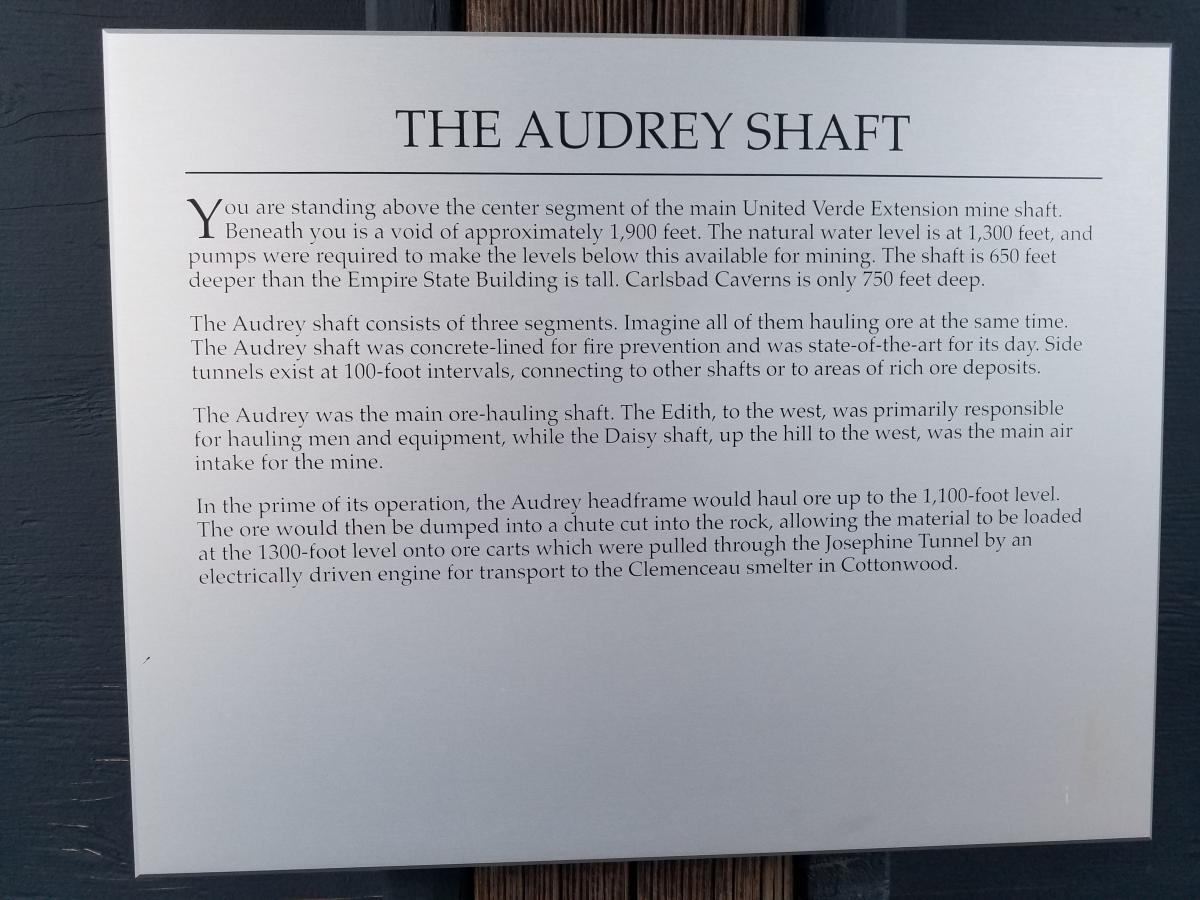 THE AUDREY SHAFT
You are standing above the center segment of the main United Verde Extension mine shaft.
Beneath you is a void of approximately 1,900 feet. The natural water level is at 1,300 feet, and
pumps were required to make the levels below this available for mining. The shaft is 650 feet
deeper than the Empire State Building is tall. Carlsbad Caverns is only 750 feet deep.
The Audrey shaft consists of three segments. Imagine all of them hauling ore at the same time.
The Audrey shaft was concrete-lined for fire prevention and was state-of-the-art for its day. Side
tunnels exist at 100-foot intervals, connecting to other shafts or to areas of rich ore deposits.
The Audrey was the main ore-hauling shaft. The Edith, to the west, was primarily responsible
for hauling men and equipment, while the Daisy shaft, up the hill to the west, was the main air
intake for the mine.
In the prime of its operation, the Audrey headframe would haul ore up to the 1,100-foot level.
The ore would then be dumped into a chute cut into the rock, allowing the material to be loaded
at the 1300-foot level onto ore carts which were pulled through the Josephine Tunnel by an
electrically driven engine for transport to the Clemenceau smelter in Cottonwood.